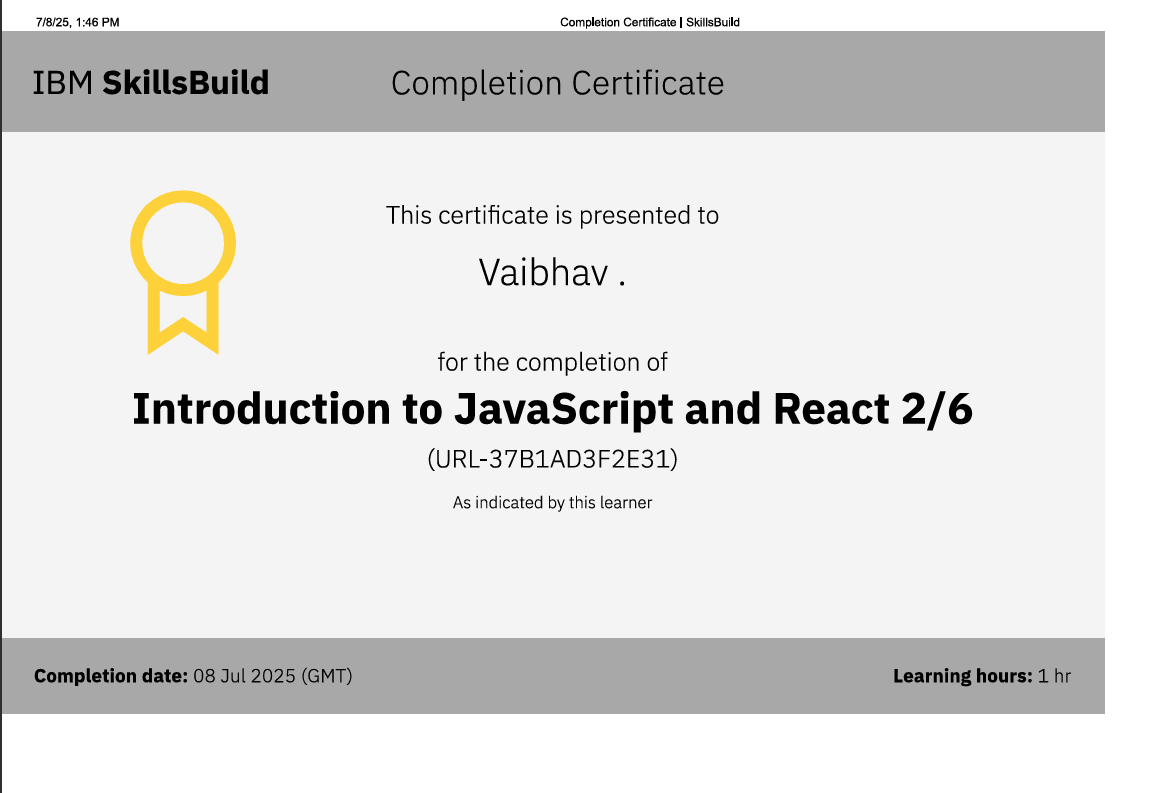 7/8/25, 1:46 PM Completion Certificate | SkillsBuild
IBM SkillsBuild Completion Certificate
This certificate is presented to
Vaibhav .
for the completion of
Introduction to JavaScript and React 2/6
(URL-37B1AD3F2E31)
As indicated by this learner
Completion date: 08 Jul 2025 (GMT) Learning hours: 1 hr